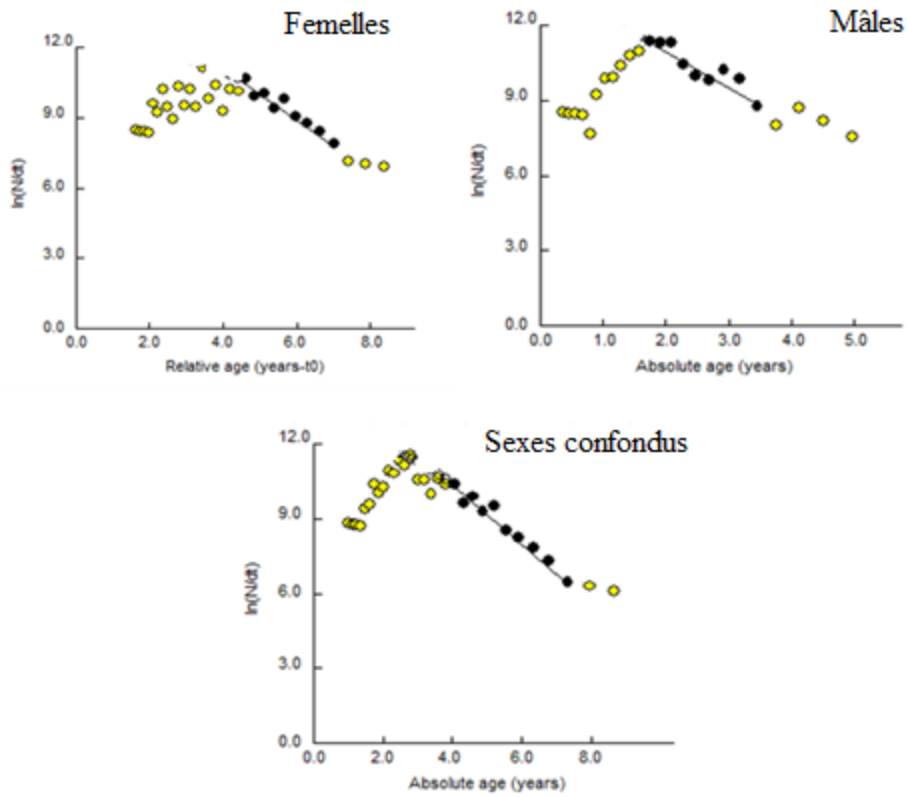 Femelles
12.0
9.0
6.0
3.0
0.0
ln(N/dt)
0.0 2.0 4.0 6.0 8.0
Relative age (years-t0)
Mâles
12.0
9.0
6.0
3.0
0.0
ln(N/dt)
0.0 1.0 2.0 3.0 4.0 5.0
Absolute age (years)
Sexes confondus
12.0
9.0
6.0
3.0
0.0
ln(N/dt)
0.0 2.0 4.0 6.0 8.0
Absolute age (years)